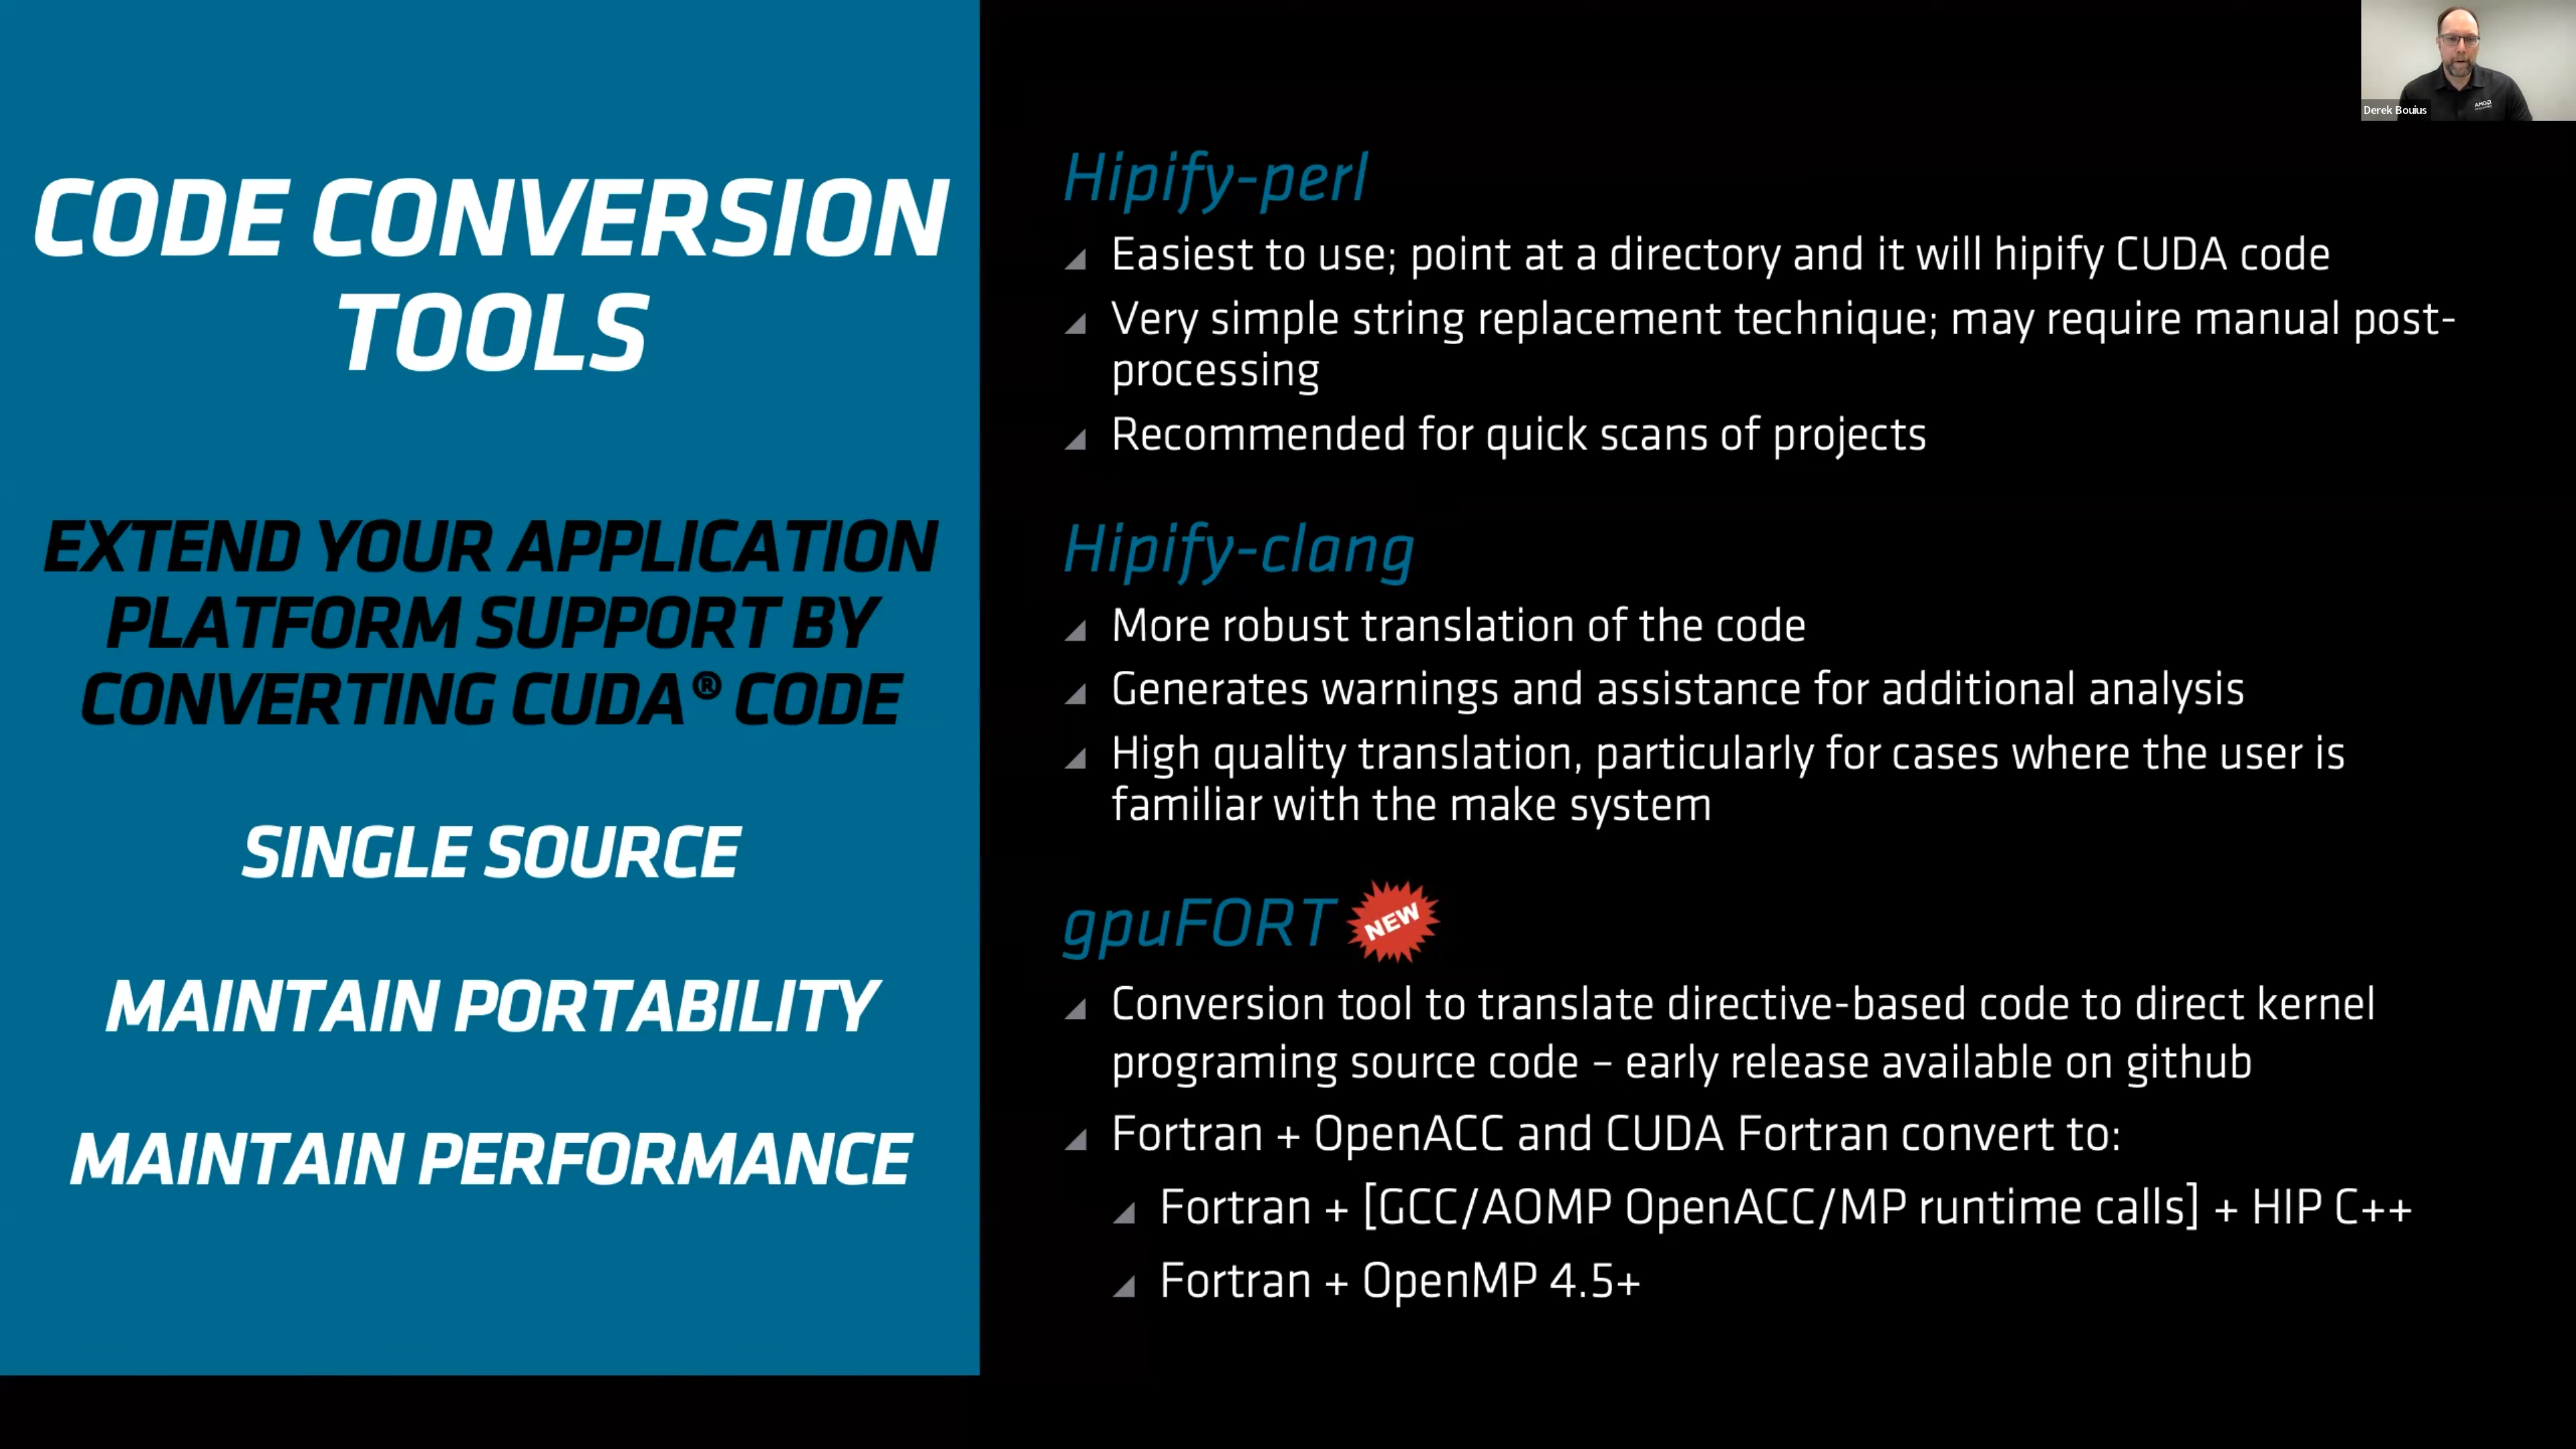 CODE CONVERSION
TOOLS
EXTEND YOUR APPLICATION
PLATFORM SUPPORT BY
CONVERTING CUDA® CODE
SINGLE SOURCE
MAINTAIN PORTABILITY
MAINTAIN PERFORMANCE
Hipify-perl
Easiest to use; point at a directory and it will hipify CUDA code
Very simple string replacement technique; may require manual post-
processing
Recommended for quick scans of projects
Hipify-clang
More robust translation of the code
Generates warnings and assistance for additional analysis
High quality translation, particularly for cases where the user is
familiar with the make system
gpuFORT NEW
Conversion tool to translate directive-based code to direct kernel
programing source code – early release available on github
Fortran + OpenACC and CUDA Fortran convert to:
Fortran + [GCC/AOMP OpenACC/MP runtime calls] + HIP C++
Fortran + OpenMP 4.5+
Derek Bouius
AMD